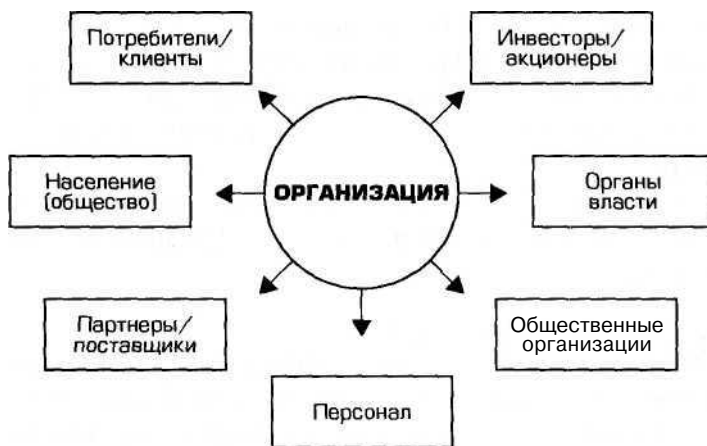 Потребители/
клиенты
Инвесторы/
акционеры
Население
(общество)
ОРГАНИЗАЦИЯ
Органы
власти
Партнеры/
поставщики
Общественные
организации
Персонал